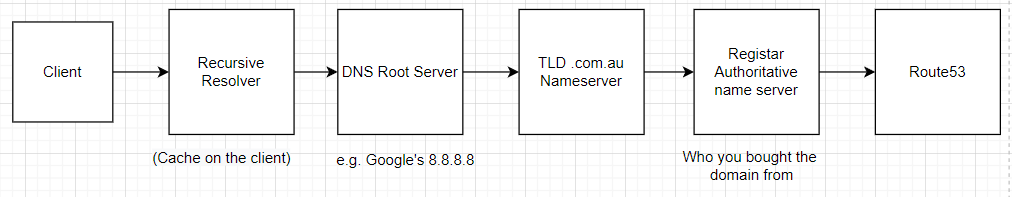 Client
Recursive
Resolver
DNS Root Server
TLD .com.au
Nameserver
Registar
Authoritative
name server
Route53
(Cache on the client)
e.g. Google's 8.8.8.8
Who you bought the
domain from